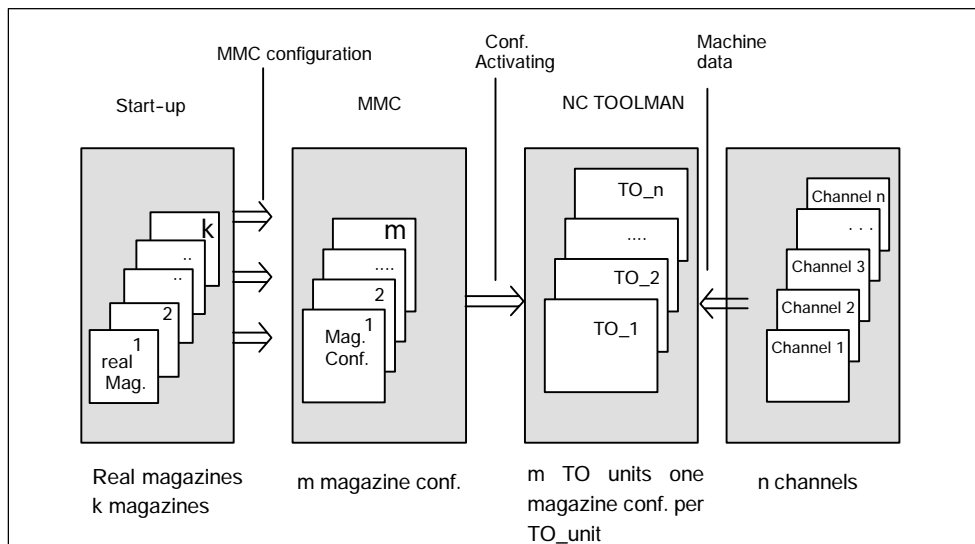 MMC configuration
Conf.
Activating
Machine
data
Start-up
MMC
NC TOOLMAN
k
..
..
2
1
real
Mag.
m
....
2
1
Mag.
Conf.
TO_n
....
TO_2
TO_1
Channel n
. . .
Channel 3
Channel 2
Channel 1
Real magazines
k magazines
m magazine conf.
m TO units one
magazine conf. per
TO_unit
n channels